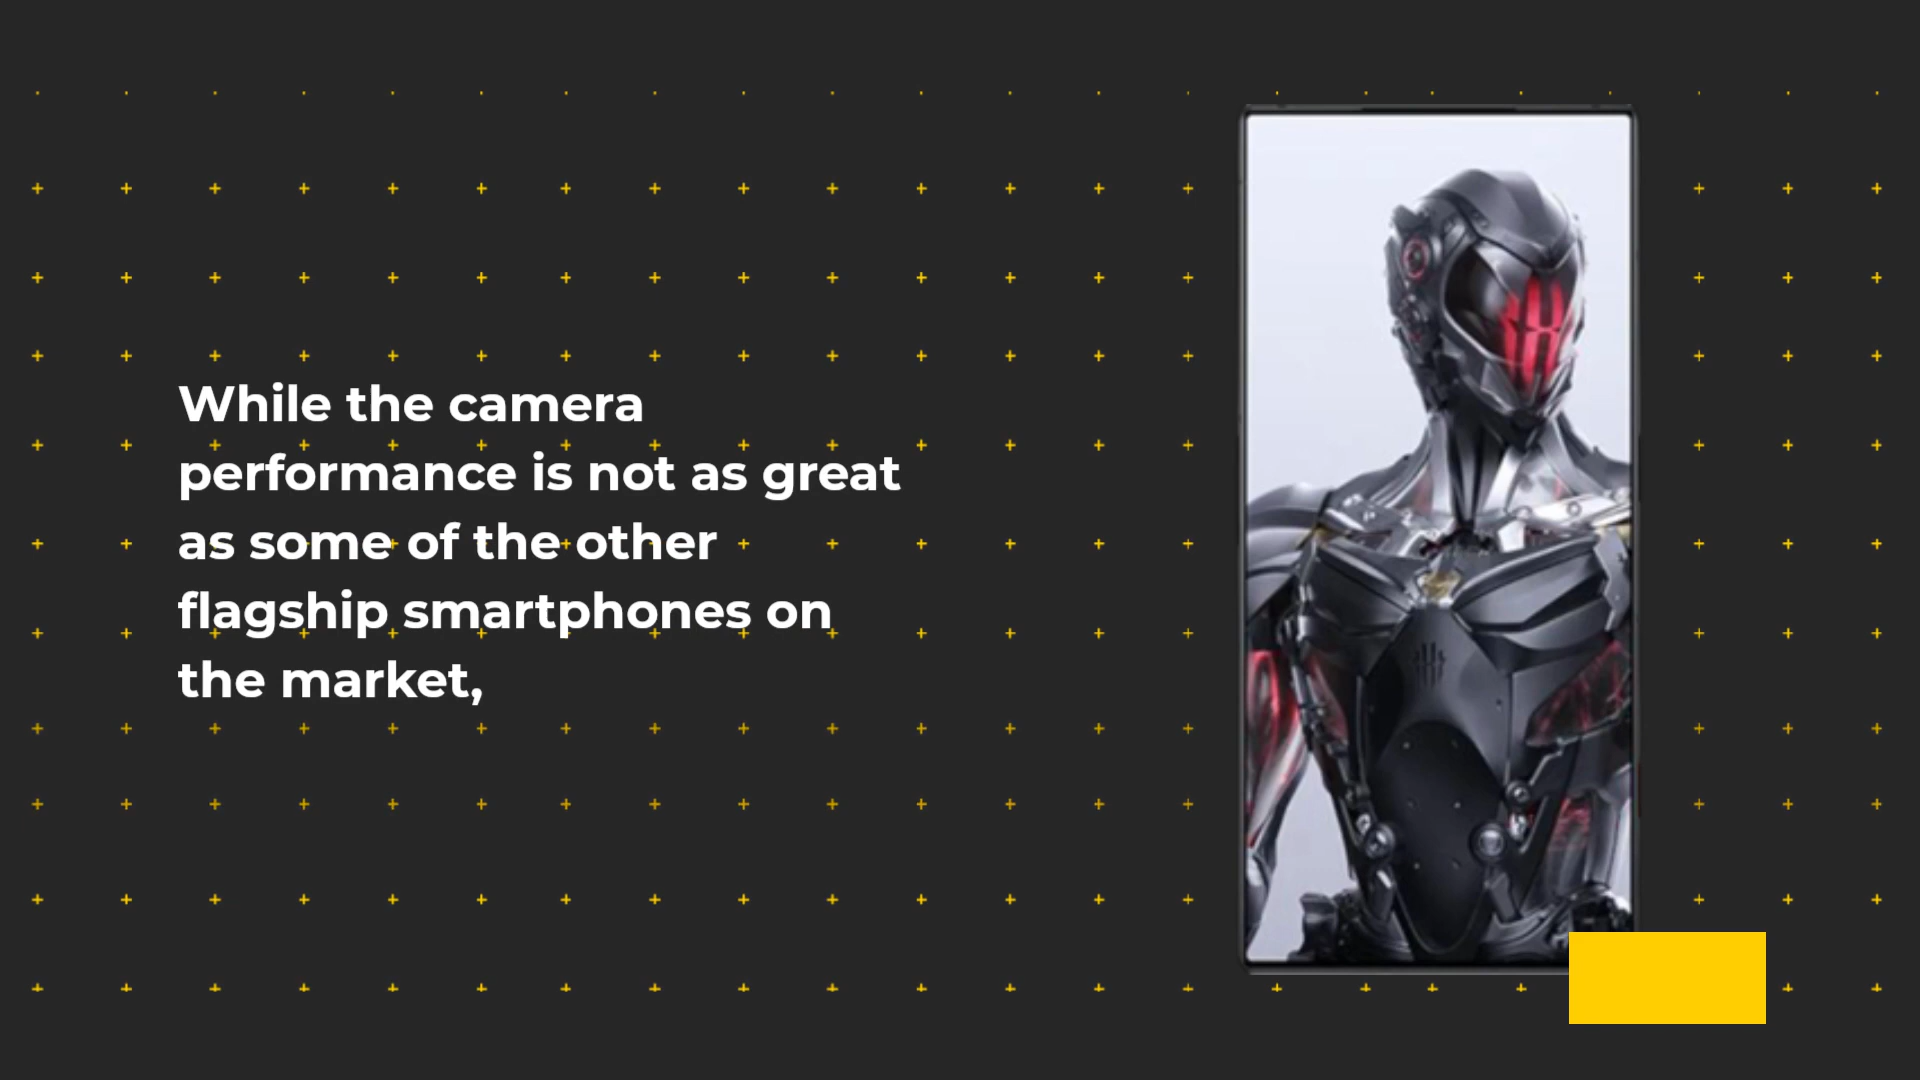 While the camera
performance is not as great
as some of the other
flagship smartphones on
the market,